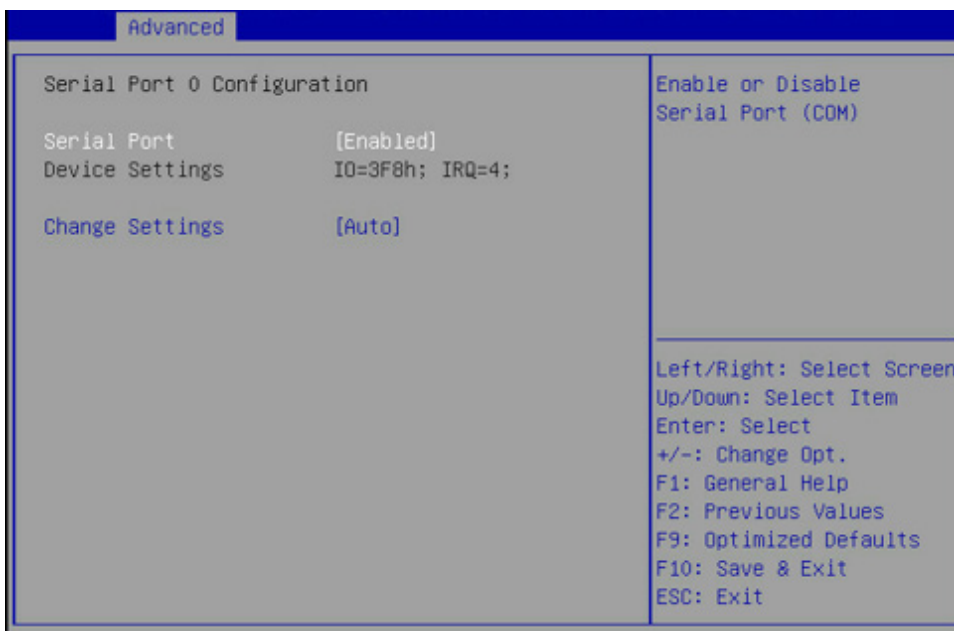 Advanced
Serial Port 0 Configuration
Serial Port [Enabled]
Device Settings IO=3F8h; IRQ=4;
Change Settings [Auto]
Enable or Disable
Serial Port (COM)
Left/Right: Select Screen
Up/Down: Select Item
Enter: Select
+/-: Change Opt.
F1: General Help
F2: Previous Values
F9: Optimized Defaults
F10: Save & Exit
ESC: Exit